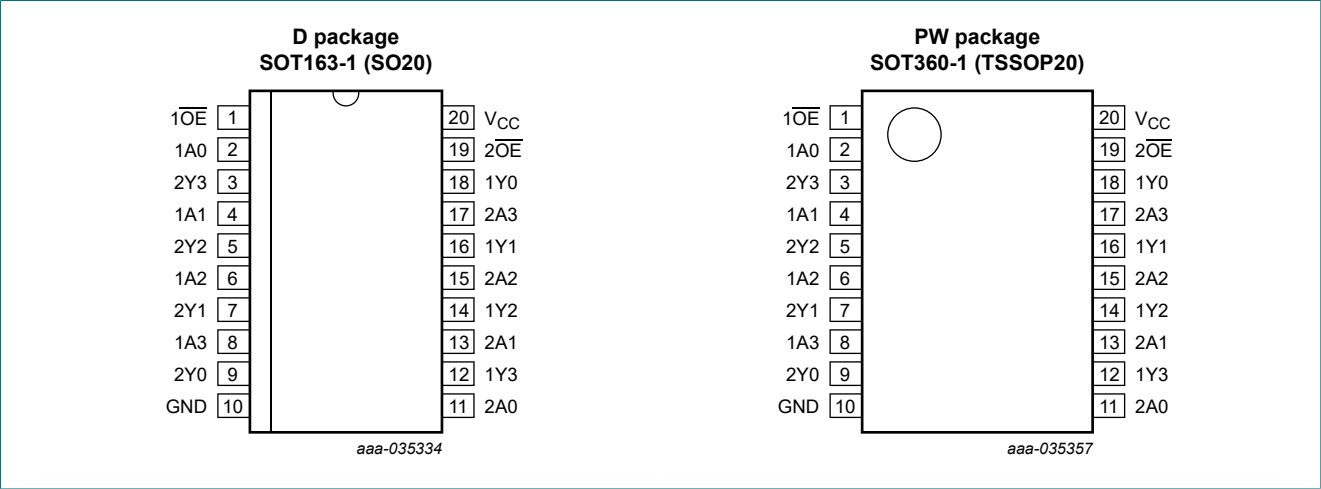 D package
SOT163-1 (SO20)
1O̅E̅ 1 20 VCC
1A0 2 19 2O̅E̅
2Y3 3 18 1Y0
1A1 4 17 2A3
2Y2 5 16 1Y1
1A2 6 15 2A2
2Y1 7 14 1Y2
1A3 8 13 2A1
2Y0 9 12 1Y3
GND 10 11 2A0
aaa-035334
PW package
SOT360-1 (TSSOP20)
1O̅E̅ 1 20 VCC
1A0 2 19 2O̅E̅
2Y3 3 18 1Y0
1A1 4 17 2A3
2Y2 5 16 1Y1
1A2 6 15 2A2
2Y1 7 14 1Y2
1A3 8 13 2A1
2Y0 9 12 1Y3
GND 10 11 2A0
aaa-035357